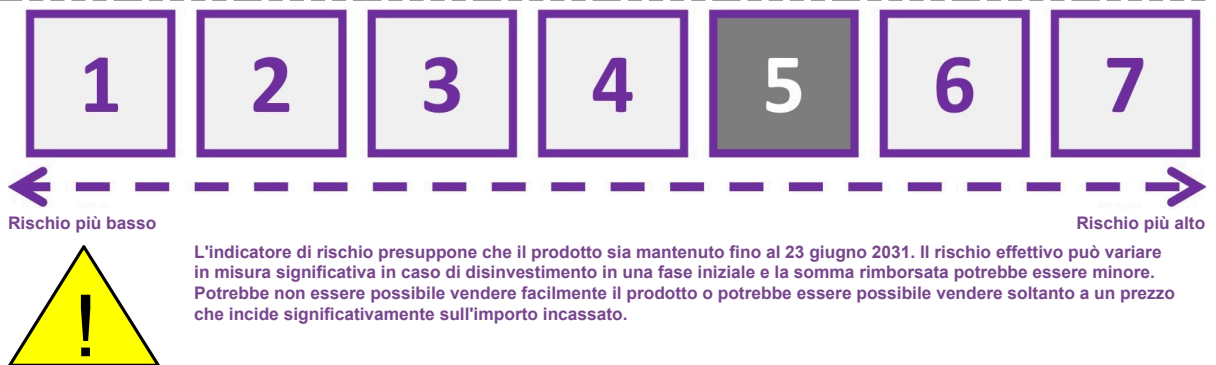 1 2 3 4 5 6 7
Rischio più basso Rischio più alto
L'indicatore di rischio presuppone che il prodotto sia mantenuto fino al 23 giugno 2031. Il rischio effettivo può variare
in misura significativa in caso di disinvestimento in una fase iniziale e la somma rimborsata potrebbe essere minore.
Potrebbe non essere possibile vendere facilmente il prodotto o potrebbe essere possibile vendere soltanto a un prezzo
che incide significativamente sull'importo incassato.
!